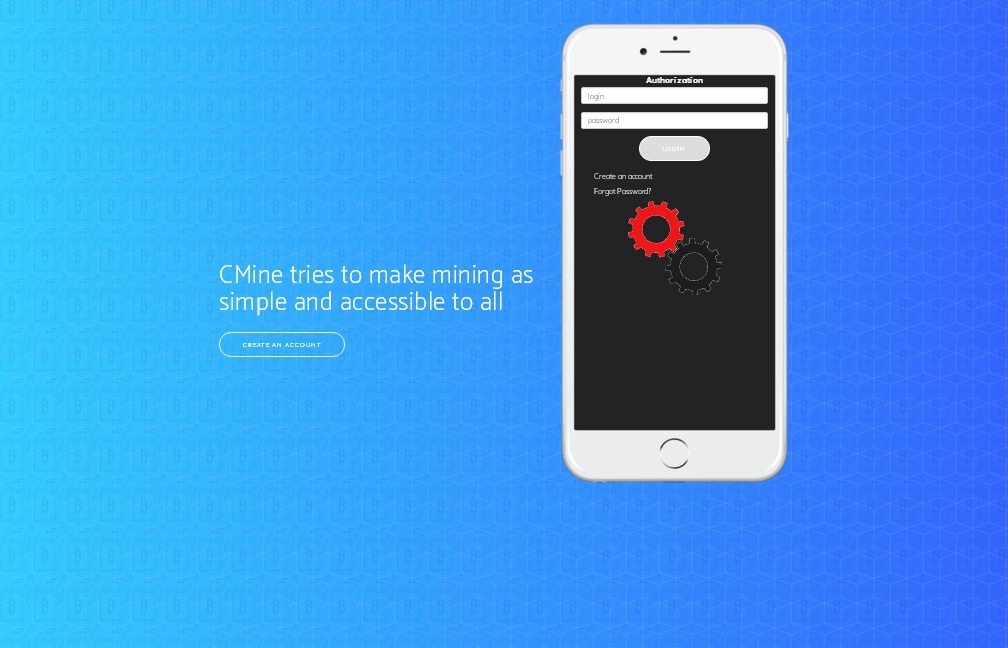 Authorization
login
password
LOGIN
Create an account
Forgot Password?
CMine tries to make mining as
simple and accessible to all
CREATE AN ACCOUNT